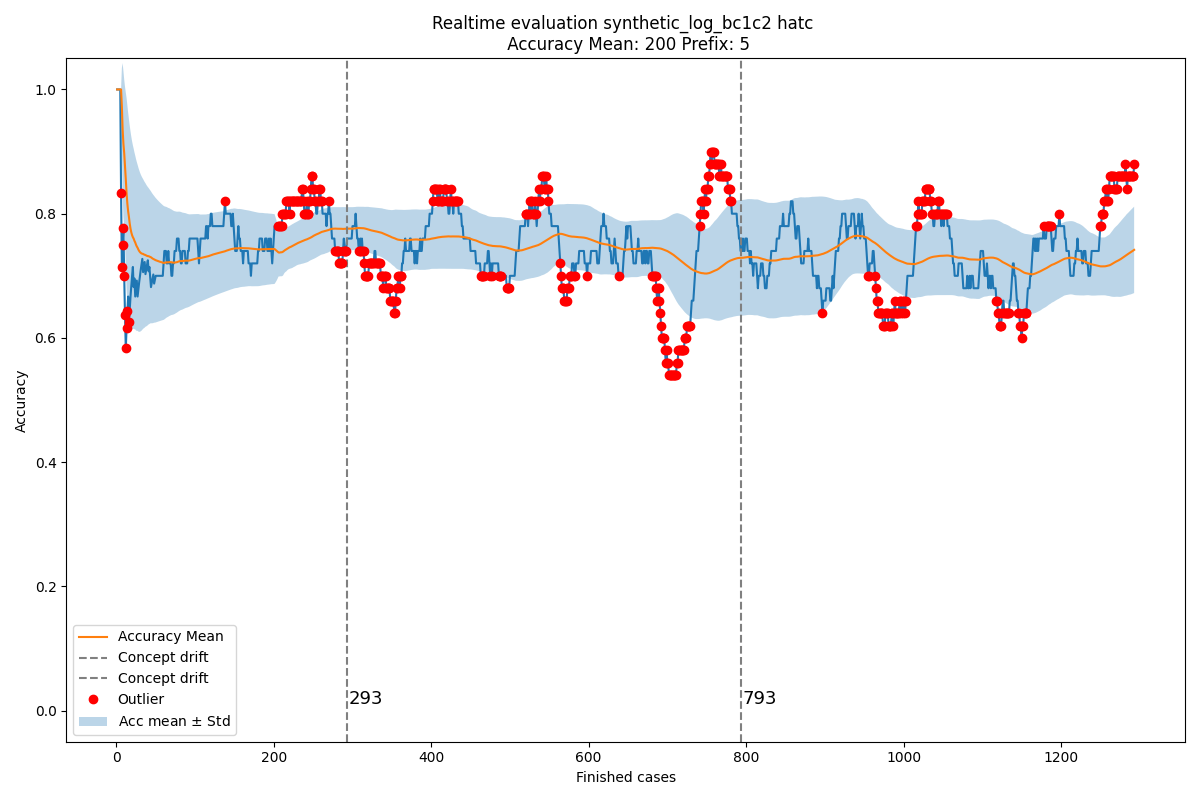 Realtime evaluation synthetic_log_bc1c2 hatc
Accuracy Mean: 200 Prefix: 5
Accuracy
1.0
0.8
0.6
0.4
0.2
0.0
293
793
Accuracy Mean
Concept drift
Concept drift
Outlier
Acc mean ± Std
0
200
400
600
800
1000
1200
Finished cases